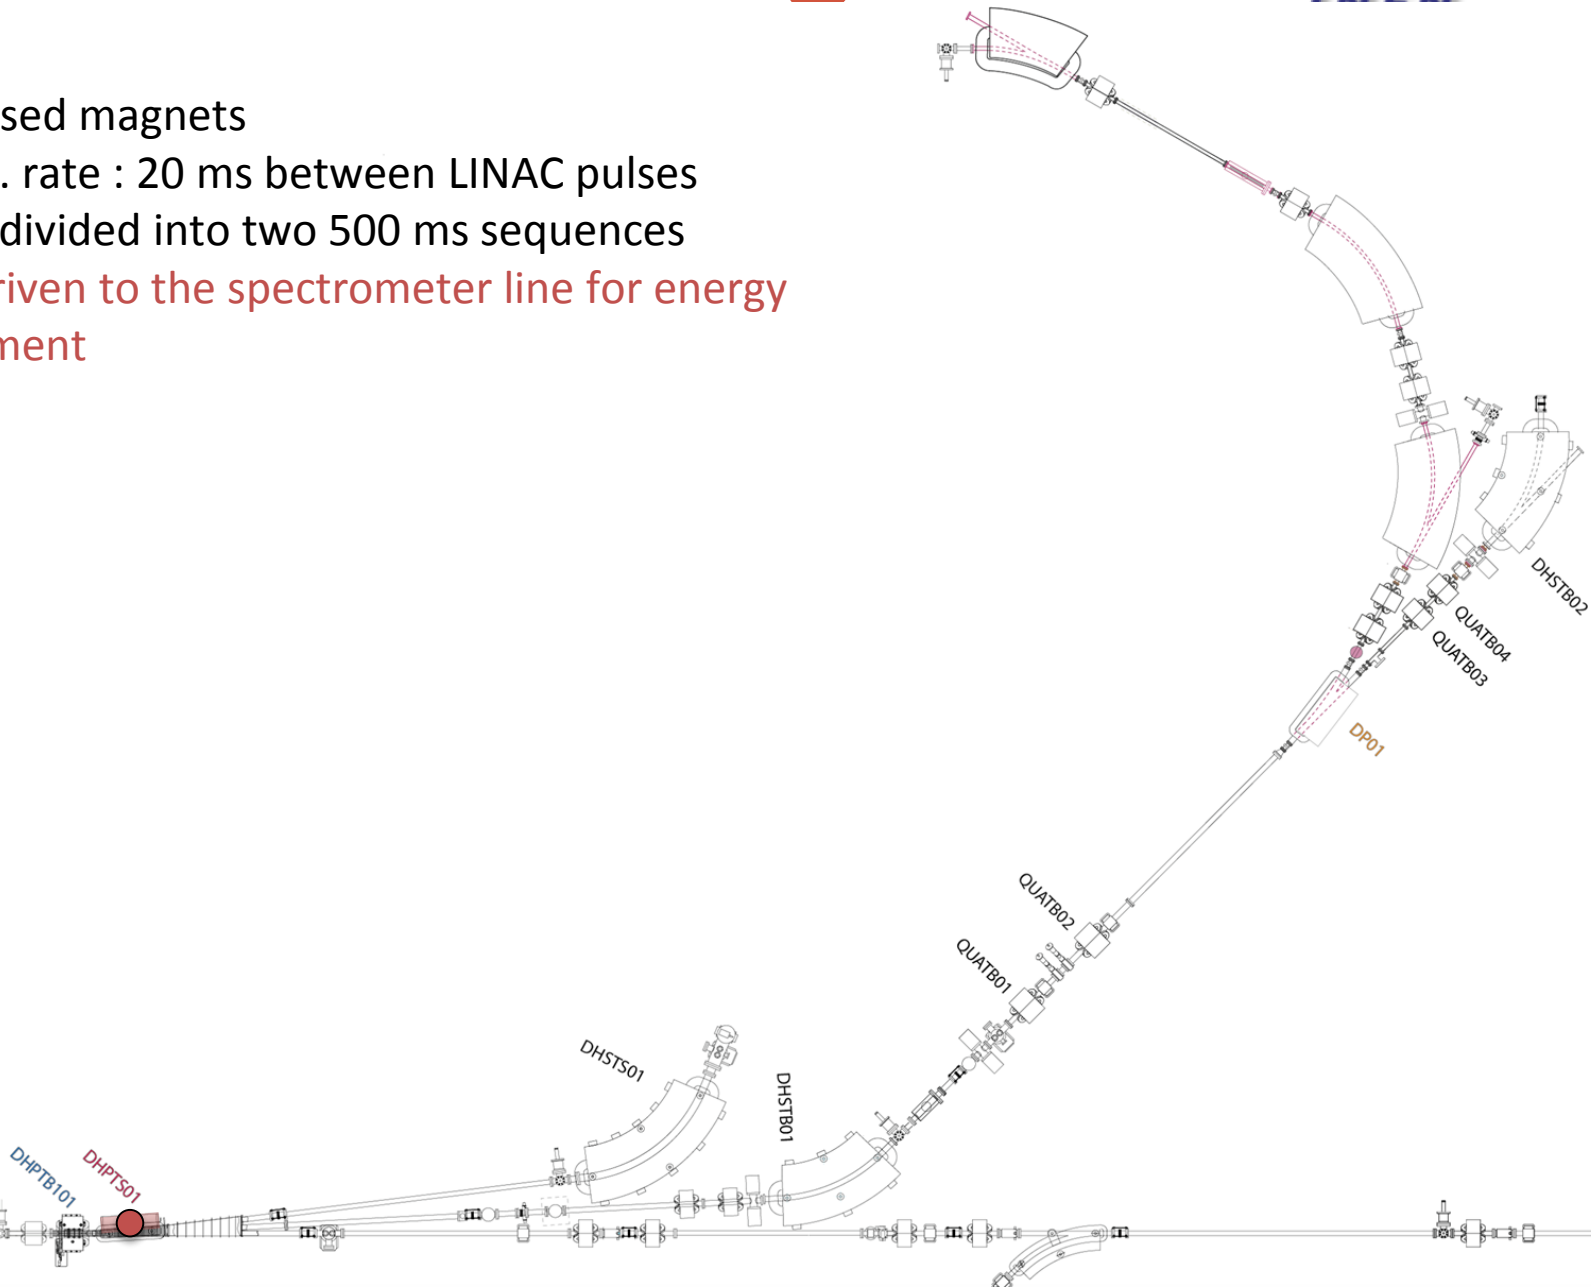 sed magnets
. rate : 20 ms between LINAC pulses
divided into two 500 ms sequences
riven to the spectrometer line for energy
ment
DHSTB02
QUATB04
QUATB03
DP01
QUATB02
QUATB01
DHSTS01
DHSTB01
DHPTB101
DHPTS01